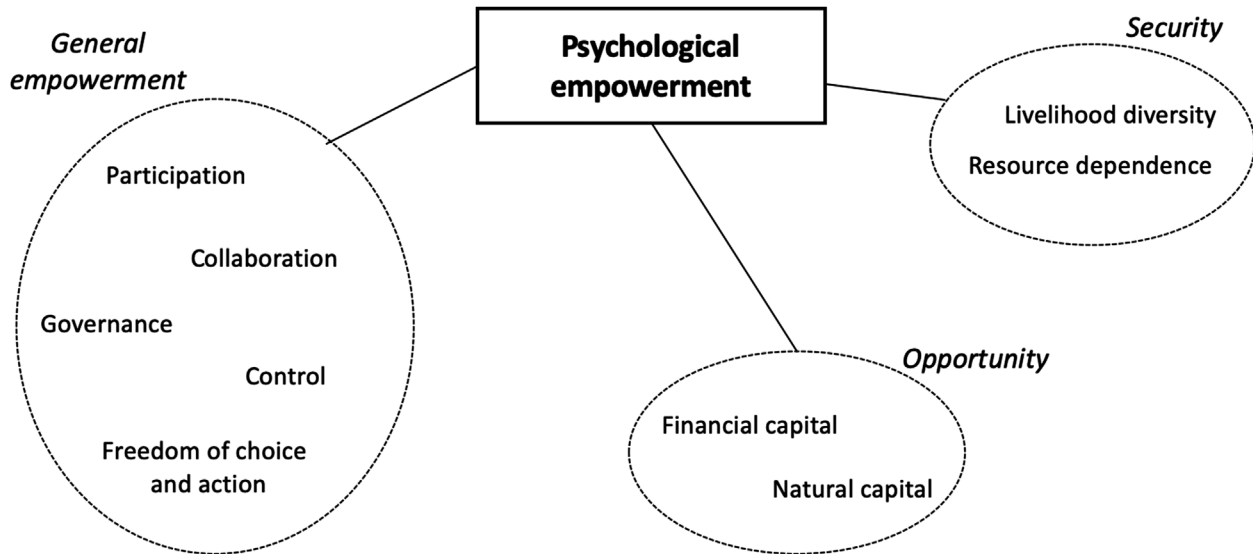 General
empowerment
Participation
Collaboration
Governance
Control
Freedom of choice
and action
Psychological
empowerment
Security
Livelihood diversity
Resource dependence
Opportunity
Financial capital
Natural capital